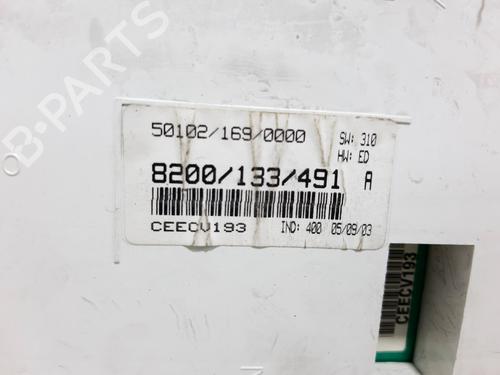 B-PARTS
50102/169/0000
SW: 310
HW: ED
8200/133/491 A
CEECV193
IND: 400 05/09/03
CEECV193